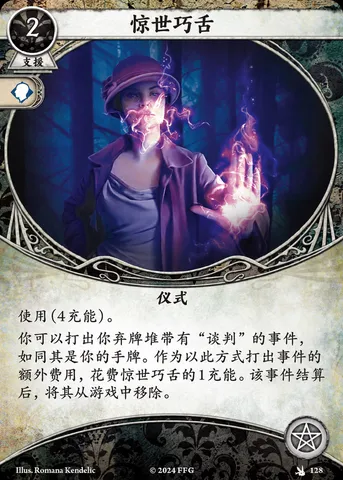 惊世巧舌
2
支援
仪式
使用(4充能)。
你可以打出你弃牌堆带有“谈判”的事件，
如同其是你的手牌。作为以此方式打出事件的
额外费用，花费惊世巧舌的1充能。该事件结算
后，将其从游戏中移除。
Illus. Romana Kendelic
© 2024 FFG
128